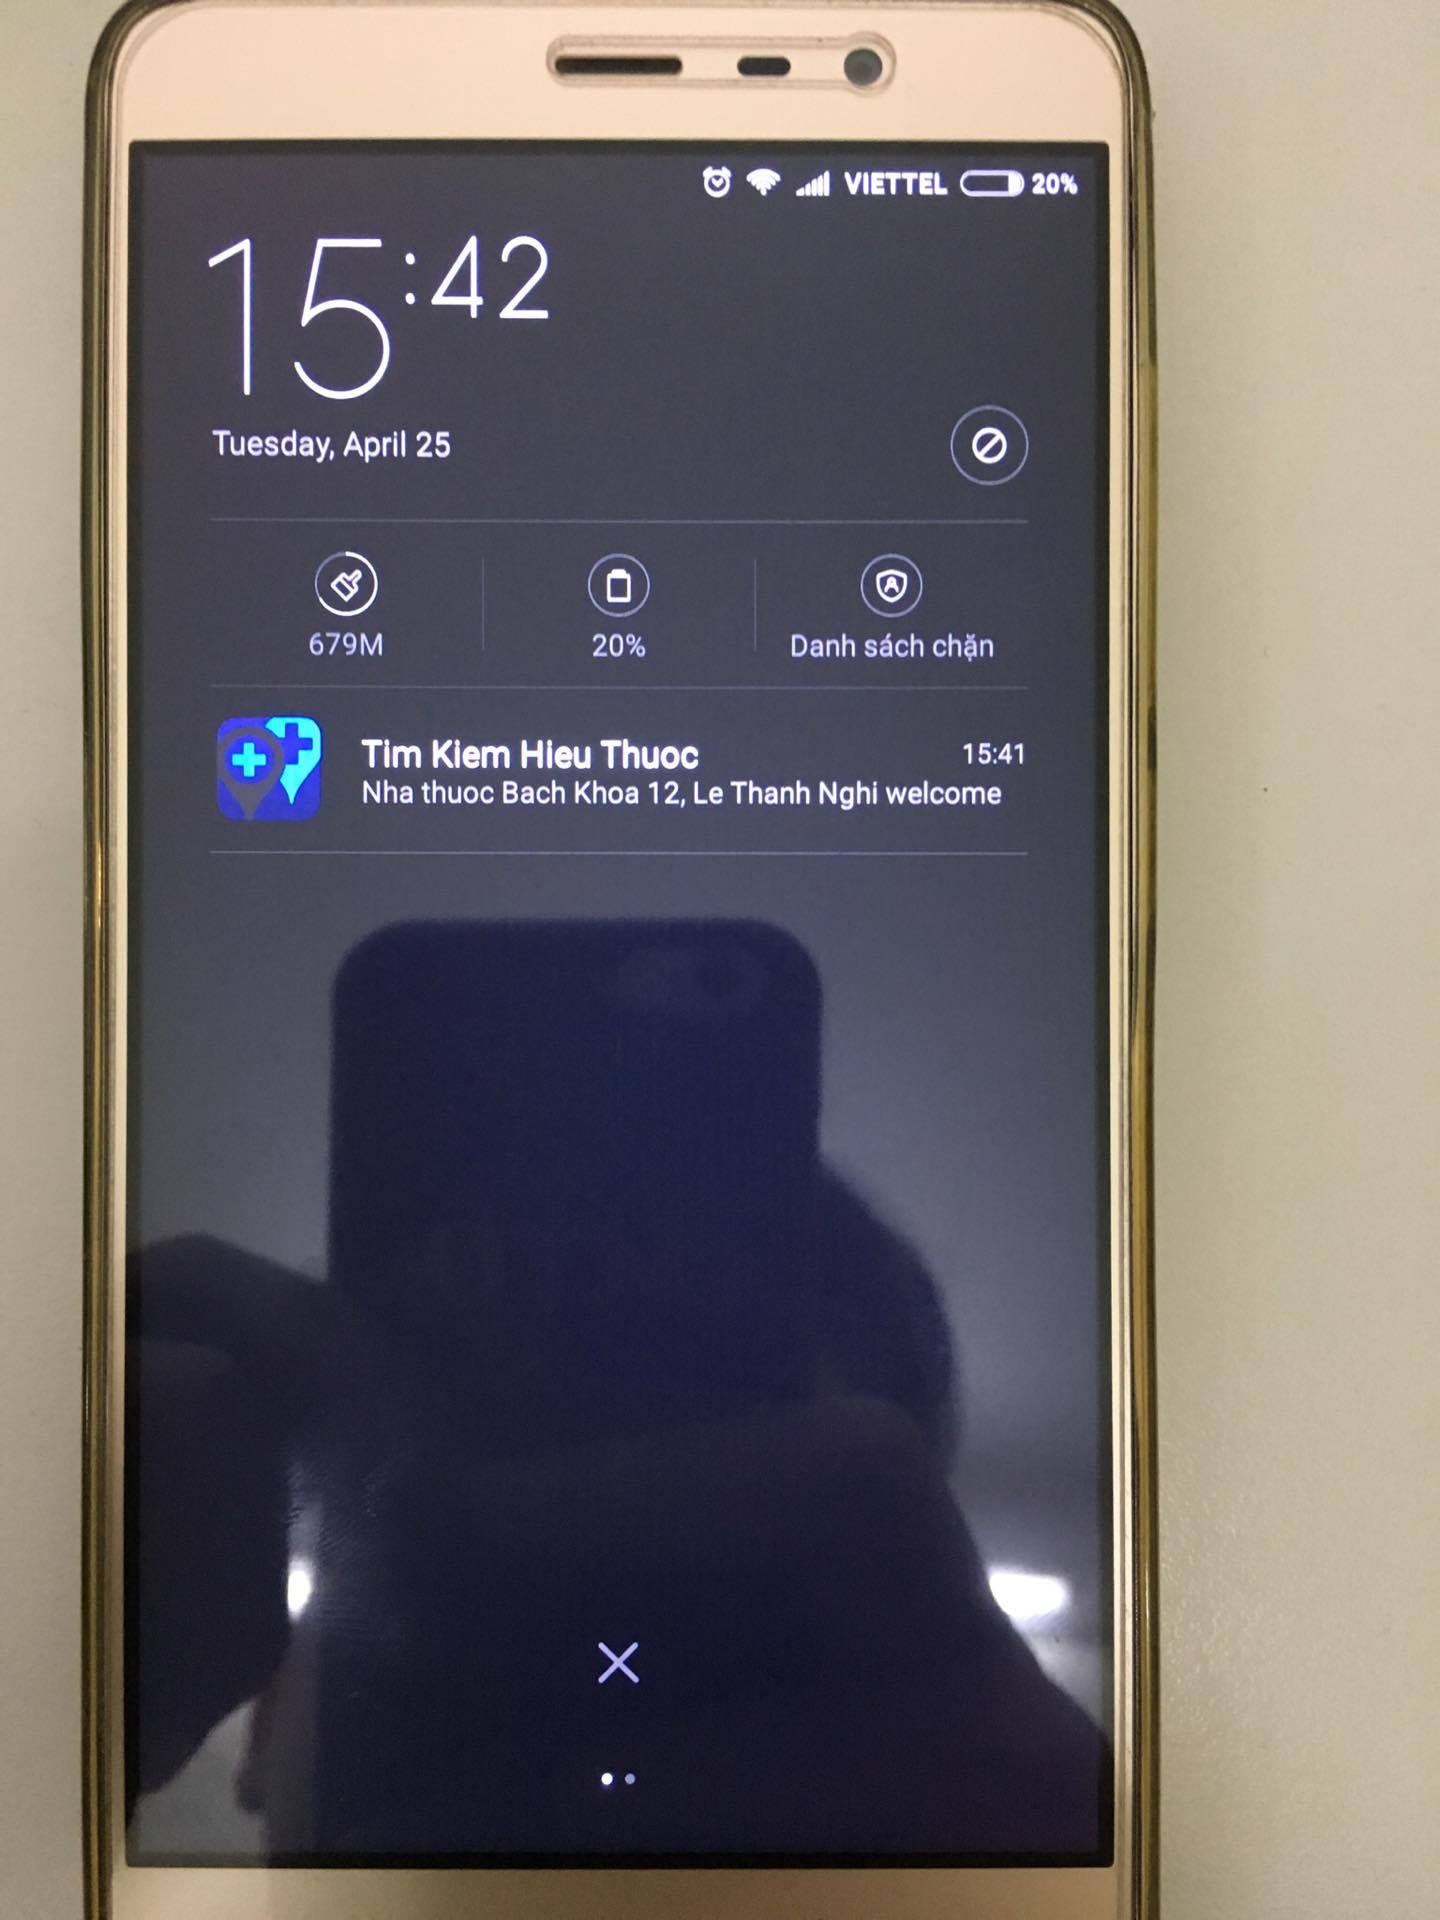 VIETTEL 20%
15:42
Tuesday, April 25
679M
20%
Danh sách chặn
Tim Kiem Hieu Thuoc 15:41
Nha thuoc Bach Khoa 12, Le Thanh Nghi welcome